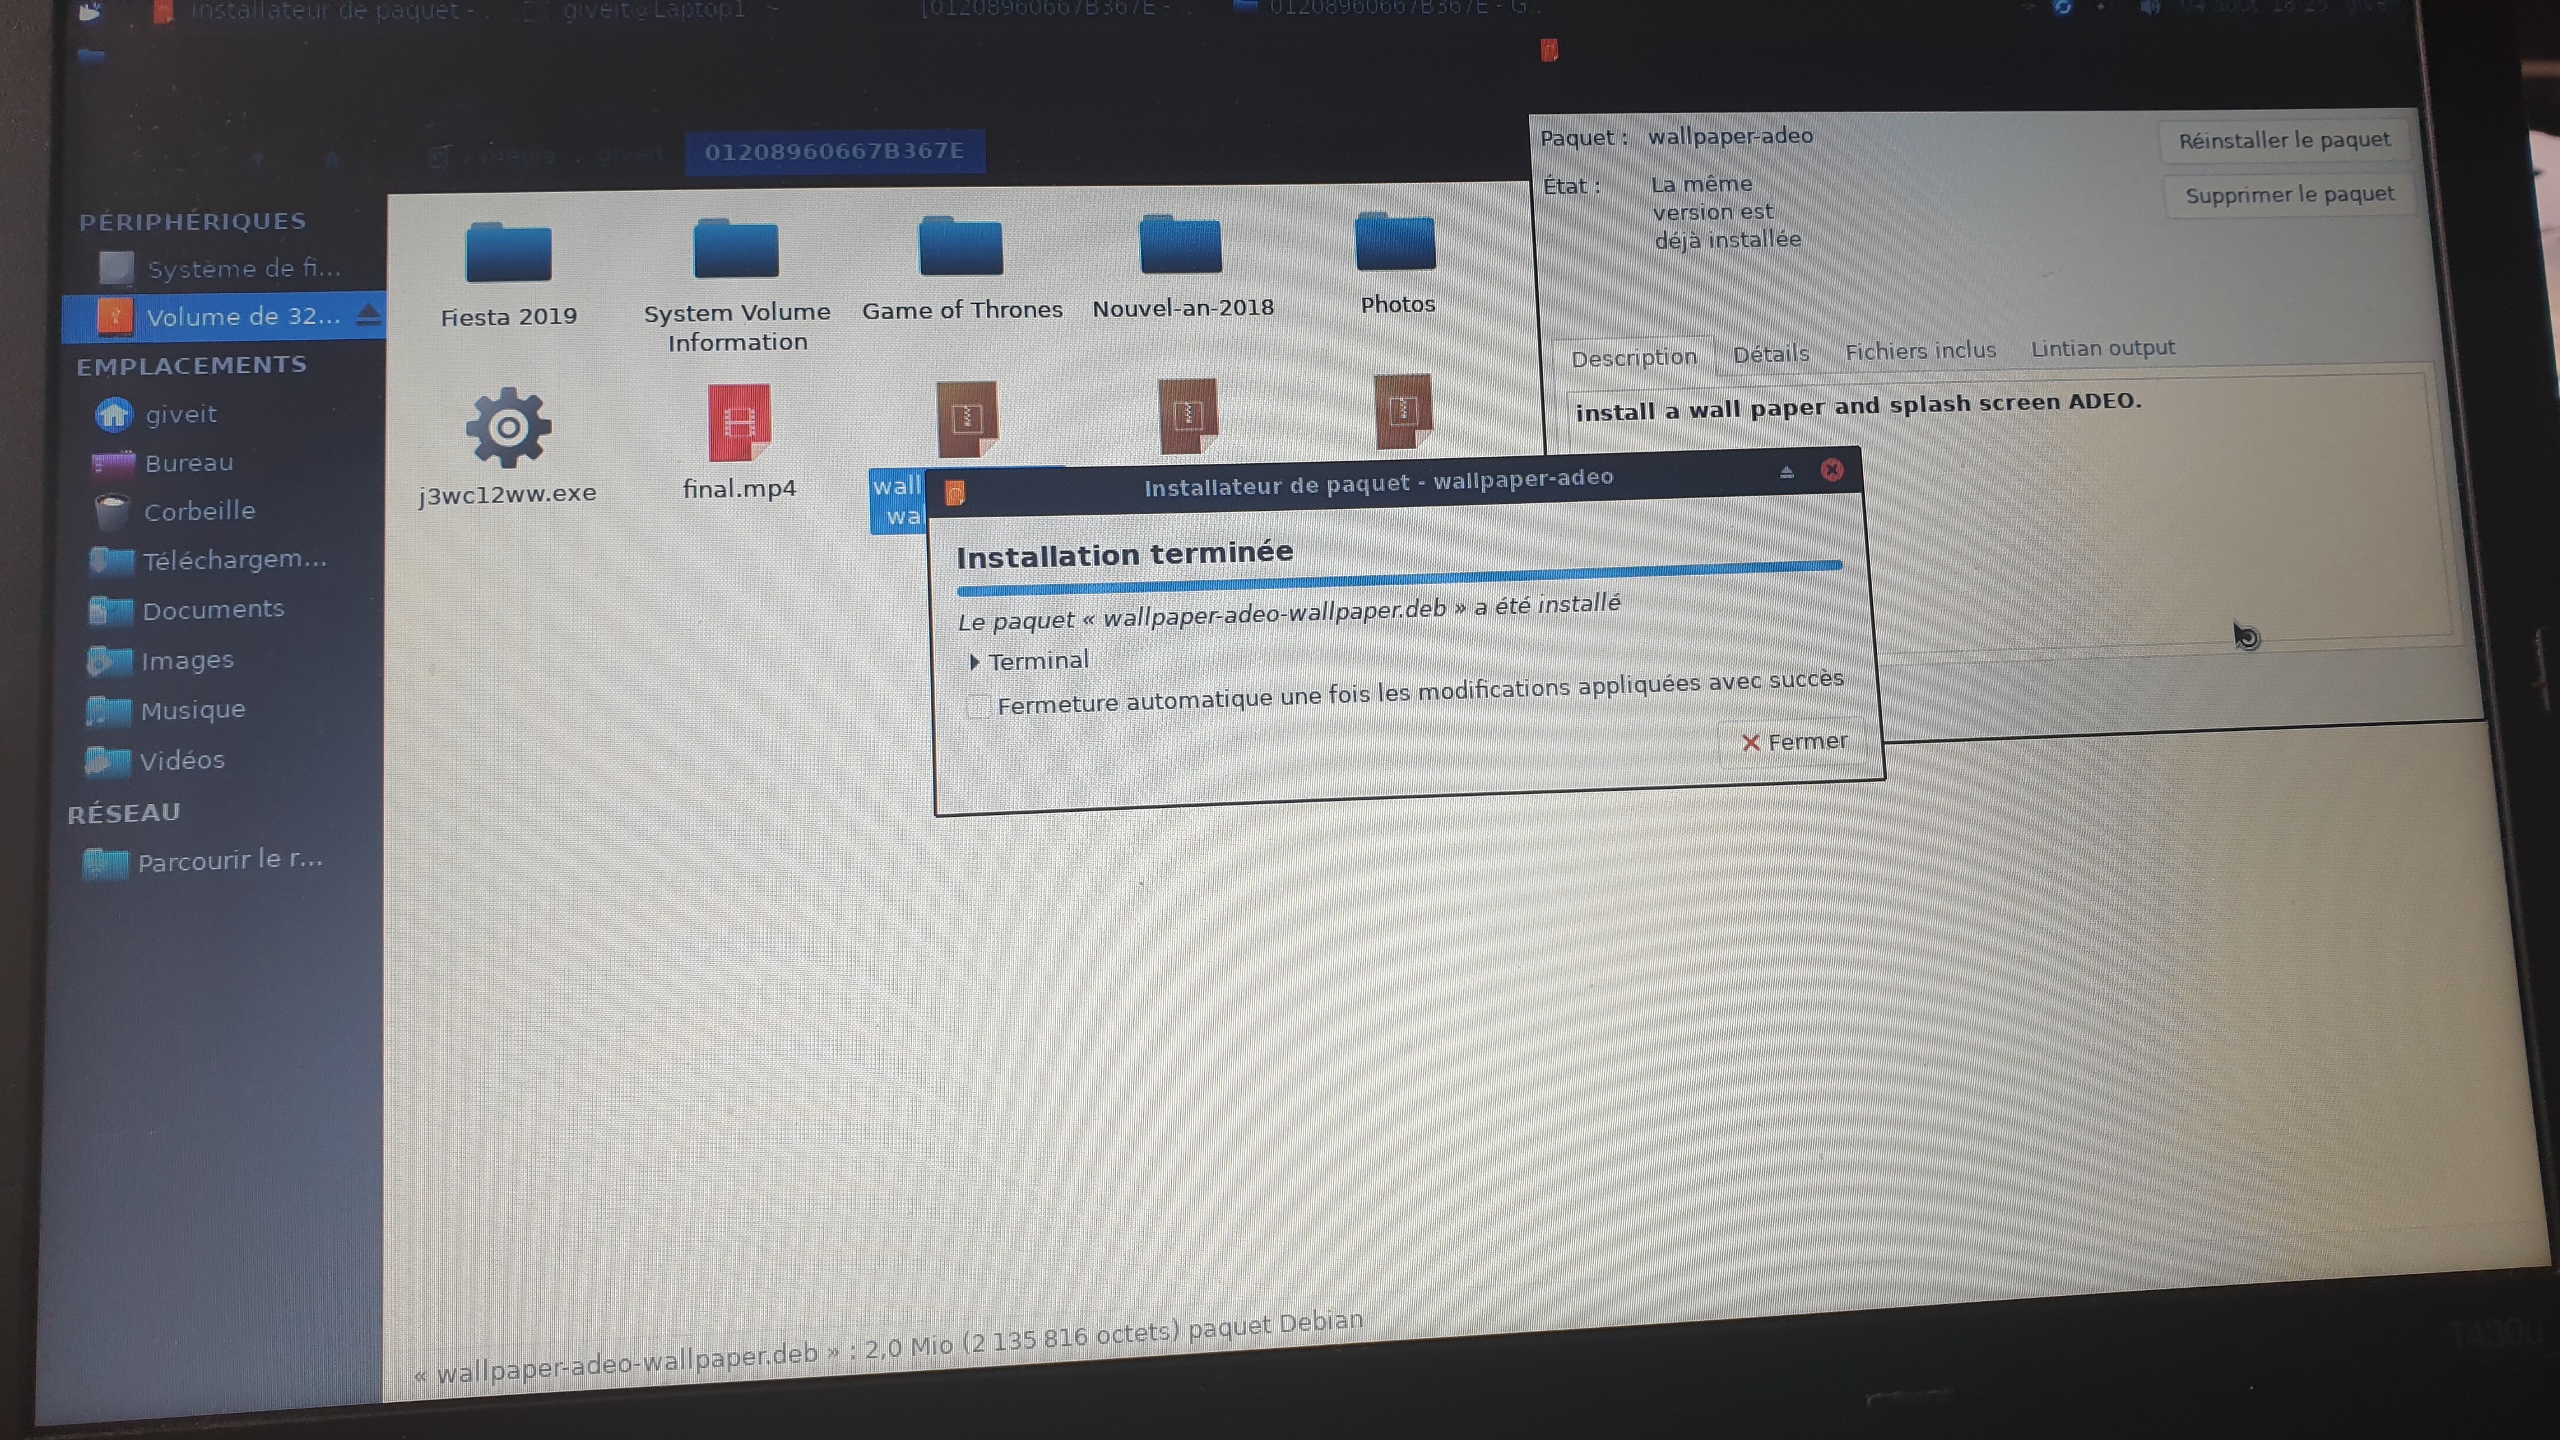 installateur de paquet - ..
giveit@Laptop1 ~
[01208960667B367E - ..
01208960667B367E - G...
media
giveit
01208960667B367E
PÉRIPHÉRIQUES
Système de fi...
Volume de 32...
EMPLACEMENTS
giveit
Bureau
Corbeille
Téléchargem...
Documents
Images
Musique
Vidéos
RÉSEAU
Parcourir le r...
Fiesta 2019
System Volume
Information
Game of Thrones
Nouvel-an-2018
Photos
j3wc12ww.exe
final.mp4
wall
wa
Paquet : wallpaper-adeo
Réinstaller le paquet
État : La même
version est
déjà installée
Supprimer le paquet
Description Détails Fichiers inclus Lintian output
install a wall paper and splash screen ADEO.
Installateur de paquet - wallpaper-adeo
Installation terminée
Le paquet « wallpaper-adeo-wallpaper.deb » a été installé
Terminal
Fermeture automatique une fois les modifications appliquées avec succès
Fermer
« wallpaper-adeo-wallpaper.deb » : 2,0 Mio (2 135 816 octets) paquet Debian
T430u